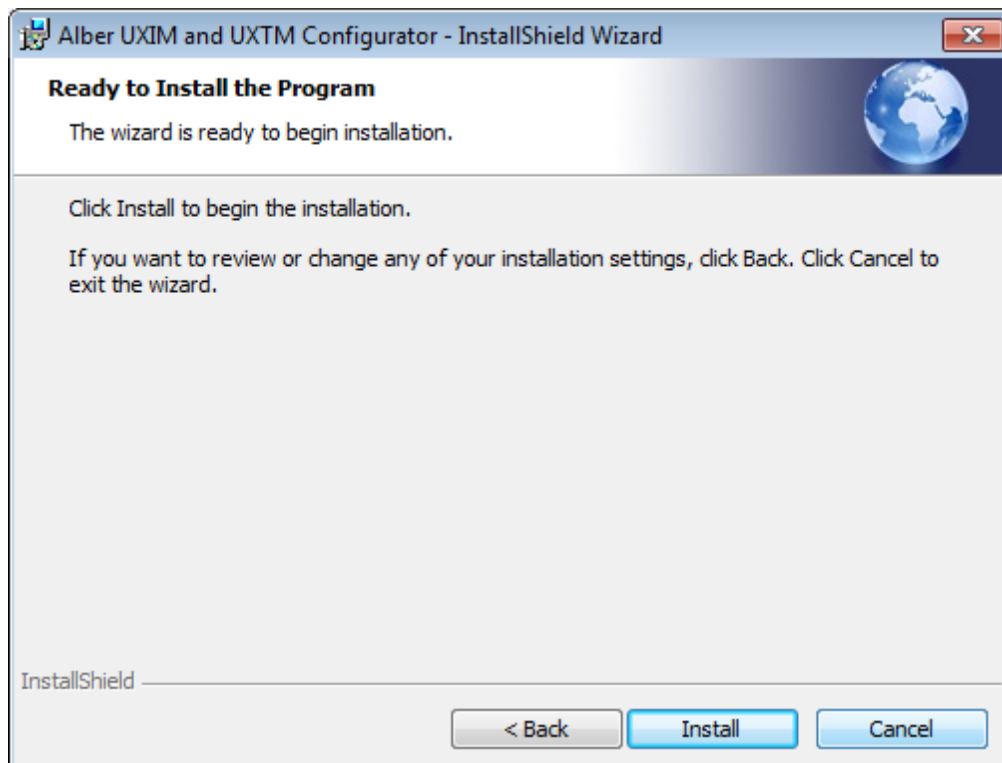 Alber UXIM and UXTM Configurator - InstallShield Wizard
Ready to Install the Program
The wizard is ready to begin installation.
Click Install to begin the installation.
If you want to review or change any of your installation settings, click Back. Click Cancel to
exit the wizard.
InstallShield
< Back
Install
Cancel